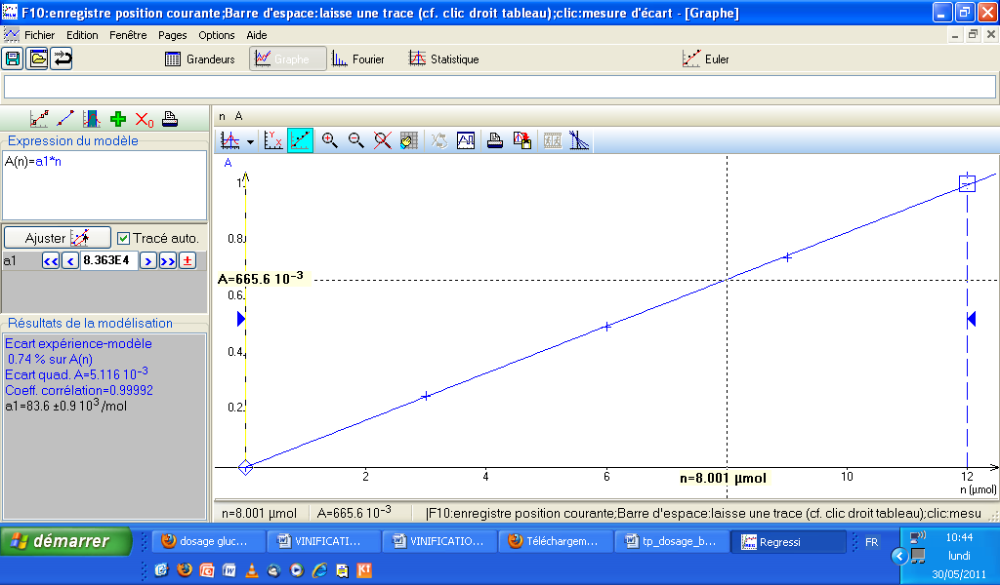 F10:enregistre position courante;Barre d'espace:laisse une trace (cf. clic droit tableau);clic:mesure d'écart - [Graphe]
Fichier Edition Fenêtre Pages Options Aide
Grandeurs Graphe Fourier Statistique Euler
n A
Expression du modèle
A(n)=a1*n
Ajuster Tracé auto.
a1 << < 8.363E4 > >> ±
Résultats de la modélisation
Ecart expérience-modèle
0.74 % sur A(n)
Ecart quad. A=5.116 10⁻³
Coeff. corrélation=0.99992
a1=83.6 ±0.9 10³ /mol
A
1
0.8
A=665.6 10⁻³
0.6
0.4
0.2
2 4 6 n=8.001 µmol 10 12
n (µmol)
n=8.001 µmol A=665.6 10⁻³ |F10:enregistre position courante;Barre d'espace:laisse une trace (cf. clic droit tableau);clic:mesu
démarrer dosage gluc... VINIFICATI... VINIFICATIO... Téléchargem... tp_dosage_b... Regressi FR
10:44
lundi
30/05/2011